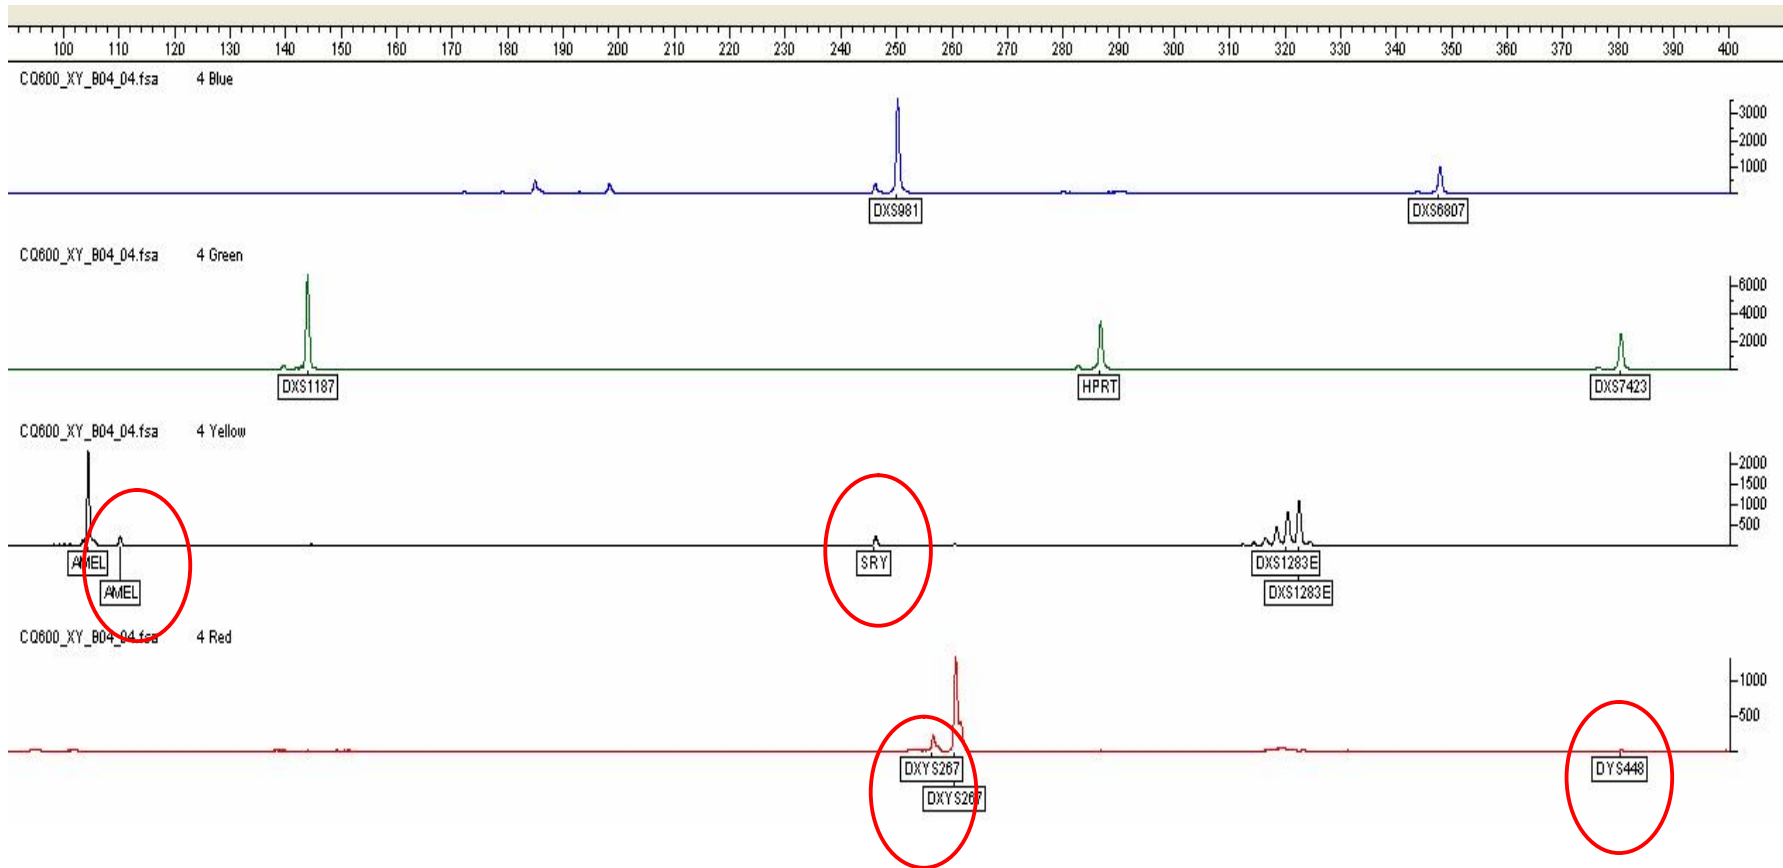 100 110 120 130 140 150 160 170 180 190 200 210 220 230 240 250 260 270 280 290 300 310 320 330 340 350 360 370 380 390 400
CQ600_XY_B04_04.fsa 4 Blue
3000
2000
1000
DXS981 DXS6807
CQ600_XY_B04_04.fsa 4 Green
6000
4000
2000
DXS1187 HPRT DXS7423
CQ600_XY_B04_04.fsa 4 Yellow
2000
1500
1000
500
AMEL SRY DXS1283E
AMEL DXS1283E
CQ600_XY_B04_04.fsa 4 Red
1000
500
DXYS267 DYS448
DXYS267